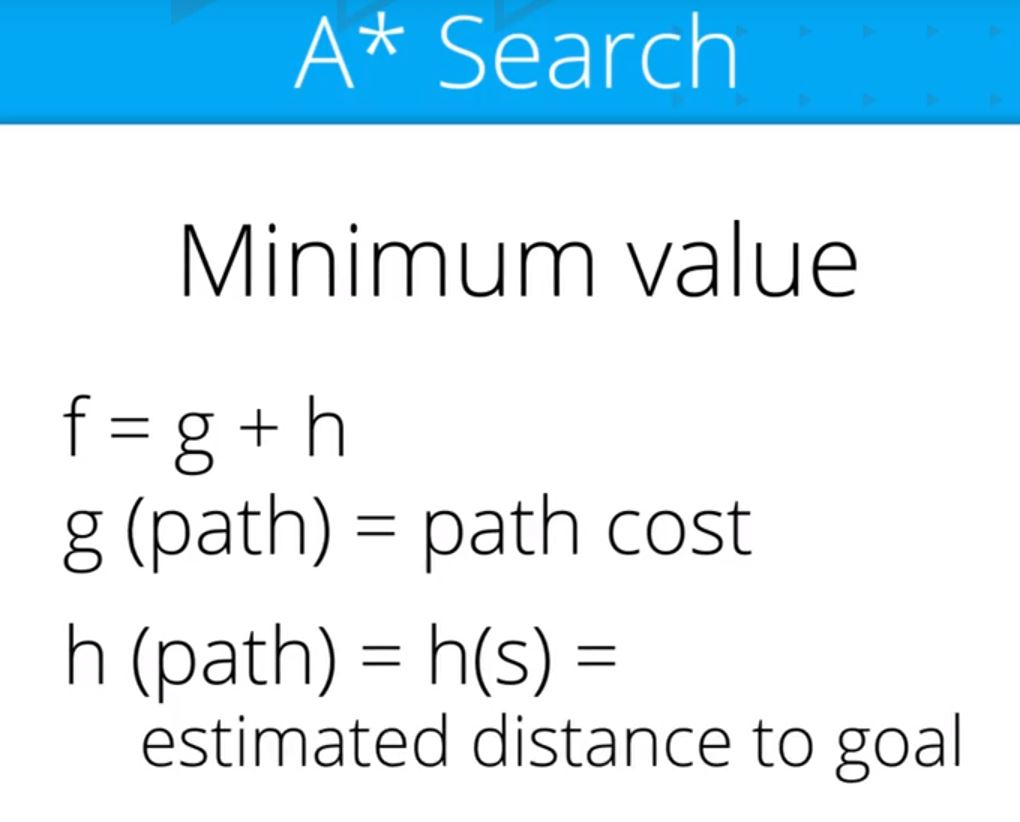 A* Search
Minimum value
f = g + h
g (path) = path cost
h (path) = h(s) =
estimated distance to goal